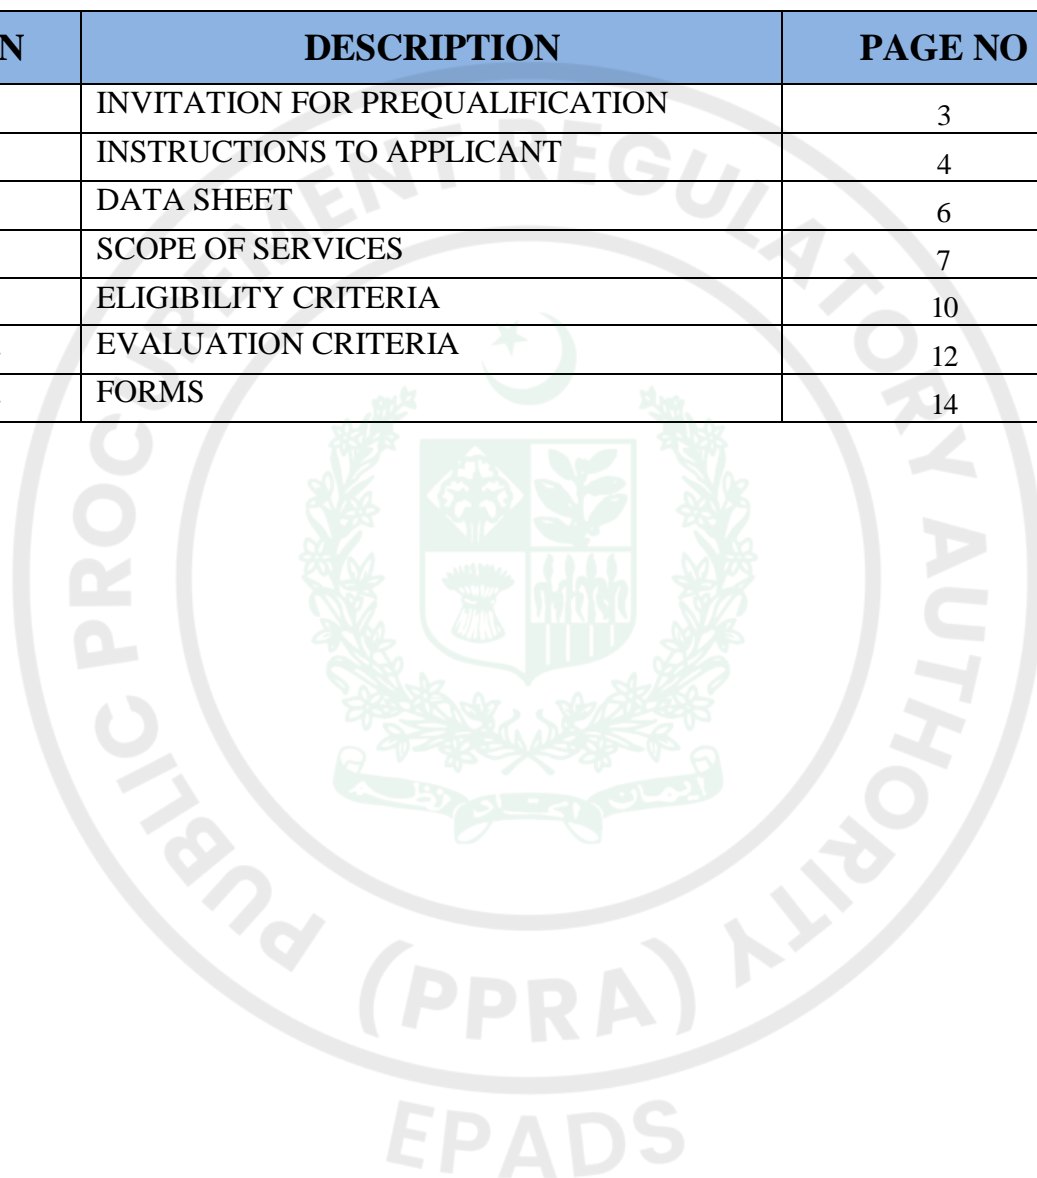 N DESCRIPTION PAGE NO
INVITATION FOR PREQUALIFICATION 3
INSTRUCTIONS TO APPLICANT 4
DATA SHEET 6
SCOPE OF SERVICES 7
ELIGIBILITY CRITERIA 10
EVALUATION CRITERIA 12
FORMS 14
PUBLIC PROCUREMENT REGULATORY AUTHORITY
(PPRA)
EPADS